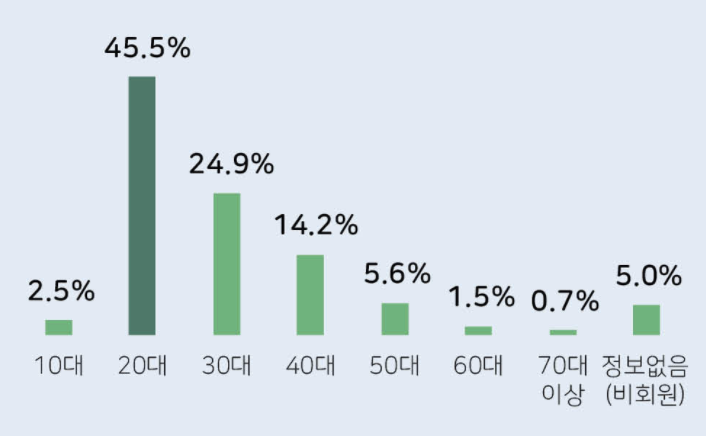 45.5%
24.9%
14.2%
2.5%
5.6%
1.5%
0.7%
5.0%
10대
20대
30대
40대
50대
60대
70대
이상
정보없음
(비회원)